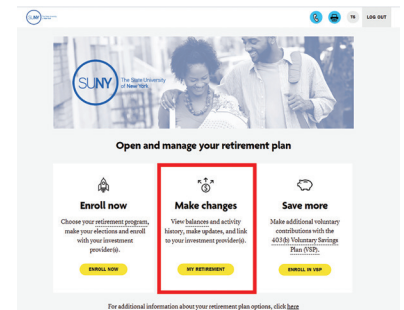 SUNY
TS LOG OUT
SUNY The State University
of New York
Open and manage your retirement plan
Enroll now
Choose your retirement program,
make your elections and enroll
with your investment
provider(s).
ENROLL NOW
Make changes
View balances and activity
history, make updates, and link
to your investment provider(s).
MY RETIREMENT
Save more
Make additional voluntary
contributions with the
403(b) Voluntary Savings
Plan (VSP).
ENROLL IN VSP
For additional information about your retirement plan options, click here